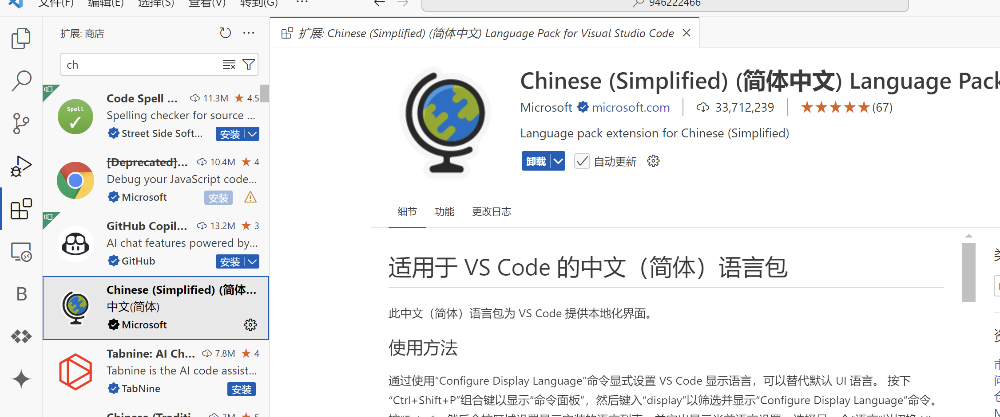 文件(F) 编辑(E) 选择(S) 查看(V) 转到(G) ···
946222466
扩展: 商店
ch
Code Spell ... 11.3M ★ 4.5
Spell
Spelling checker for source ...
Street Side Soft... 安装
[Deprecated]... 10.4M ★ 4
Debug your JavaScript code...
Microsoft 安装
GitHub Copil... 13.2M ★ 3
AI chat features powered by...
GitHub 安装
Chinese (Simplified) (简体...
中文(简体)
Microsoft
Tabnine: AI Ch... 7.8M ★ 4
Tabnine is the AI code assist...
TabNine 安装
B
扩展: Chinese (Simplified) (简体中文) Language Pack for Visual Studio Code
Chinese (Simplified) (简体中文) Language Pack
Microsoft microsoft.com 33,712,239 ★★★★★(67)
Language pack extension for Chinese (Simplified)
卸载 自动更新
细节 功能 更改日志
适用于 VS Code 的中文（简体）语言包
此中文（简体）语言包为 VS Code 提供本地化界面。
使用方法
通过使用“Configure Display Language”命令显式设置 VS Code 显示语言，可以替代默认 UI 语言。 按下
“Ctrl+Shift+P”组合键以显示“命令面板”，然后键入“display”以筛选并显示“Configure Display Language”命令。